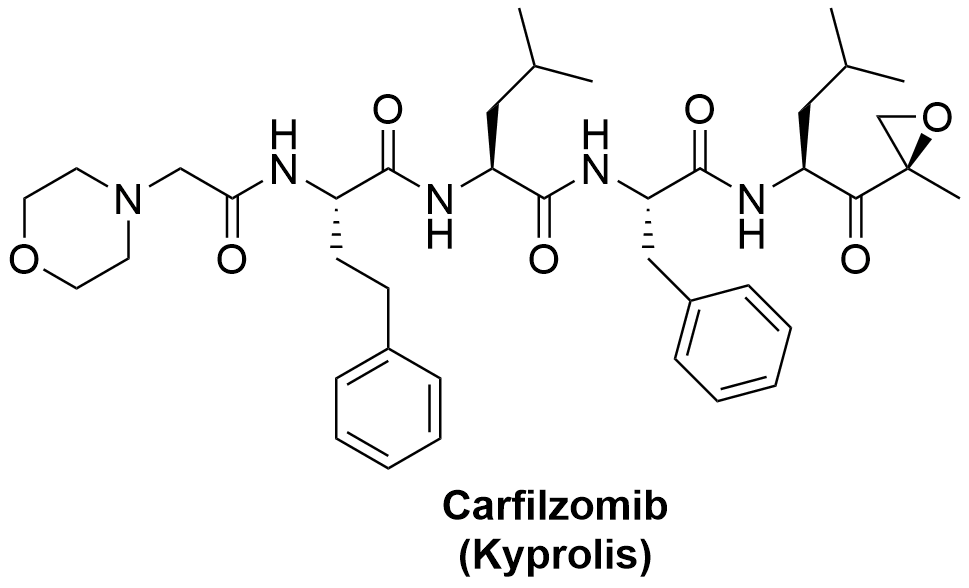 O O O
H H
N N
N N N
H H
O O O O
Carfilzomib
(Kyprolis)